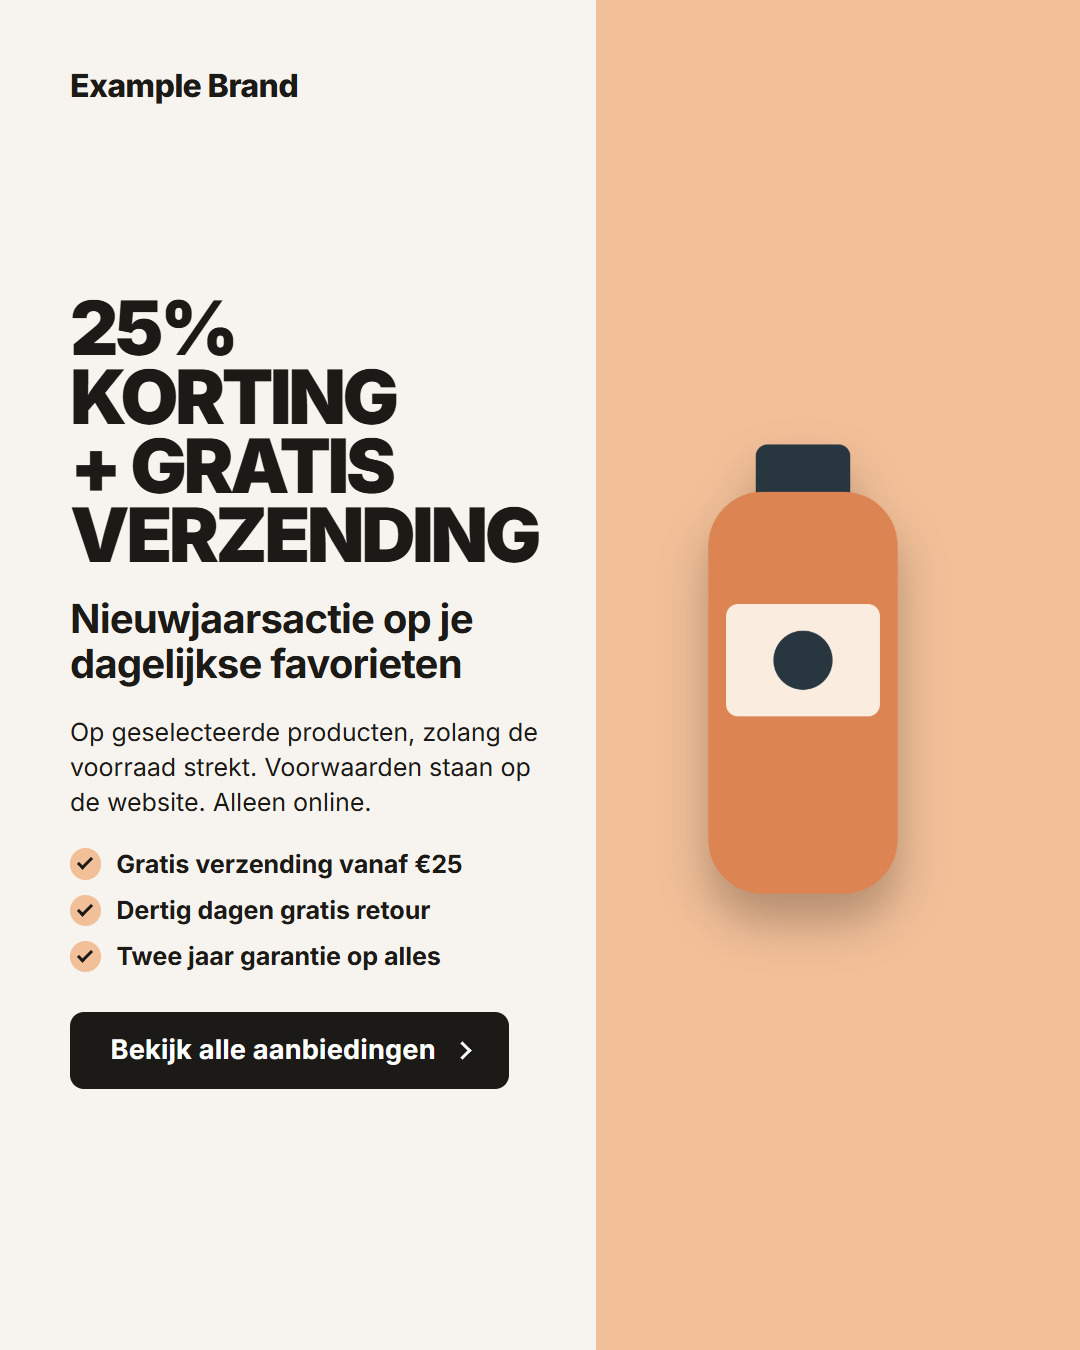 Example Brand
25%
KORTING
+ GRATIS
VERZENDING
Nieuwjaarsactie op je
dagelijkse favorieten
Op geselecteerde producten, zolang de
voorraad strekt. Voorwaarden staan op
de website. Alleen online.
Gratis verzending vanaf €25
Dertig dagen gratis retour
Twee jaar garantie op alles
Bekijk alle aanbiedingen